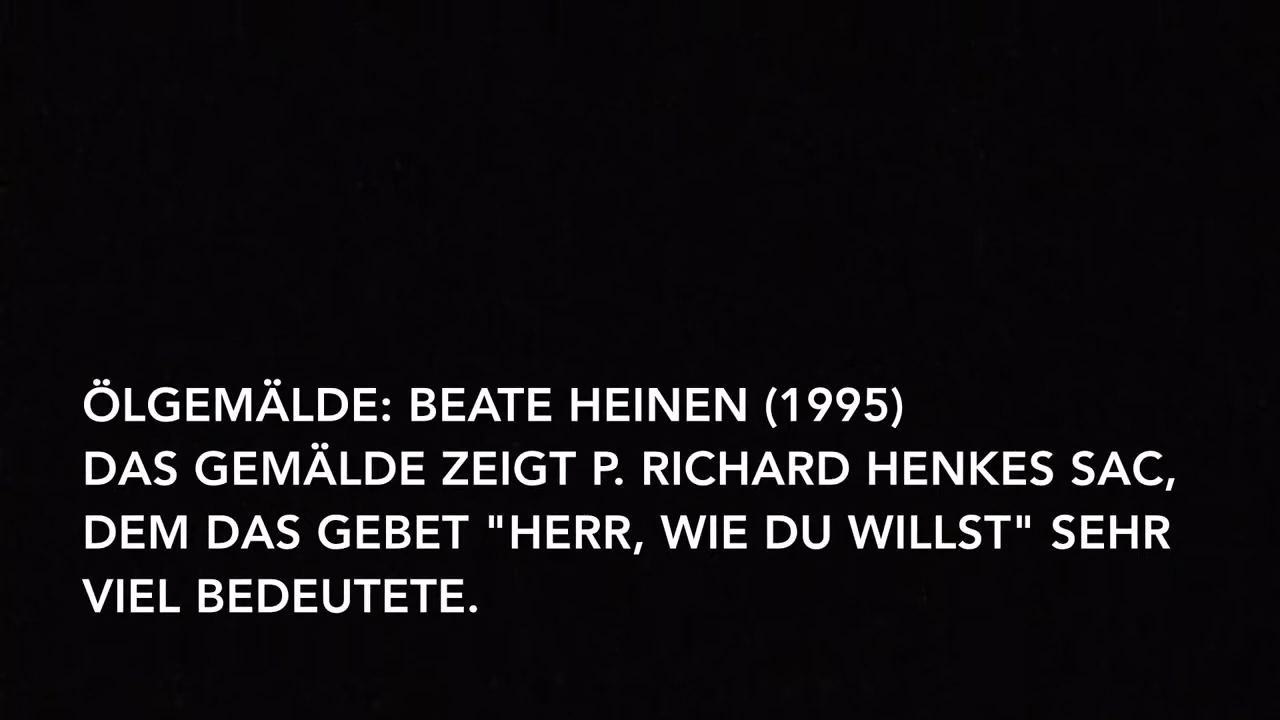 ÖLGEMÄLDE: BEATE HEINEN (1995)
DAS GEMÄLDE ZEIGT P. RICHARD HENKES SAC,
DEM DAS GEBET "HERR, WIE DU WILLST" SEHR
VIEL BEDEUTETE.